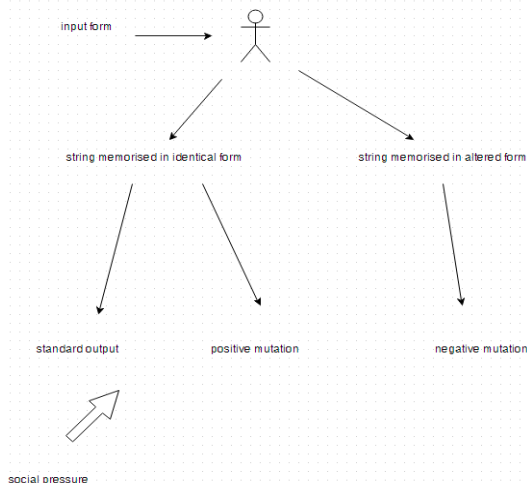 input form
string memorised in identical form
string memorised in altered form
standard output
positive mutation
negative mutation
social pressure